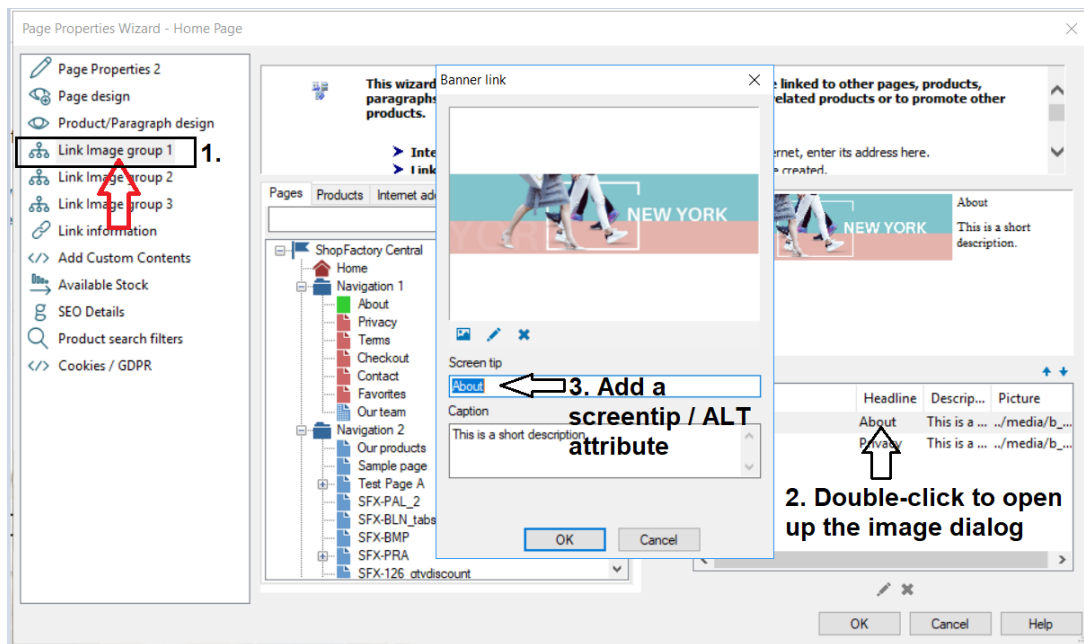 Page Properties Wizard - Home Page
Page Properties 2
Page design
Product/Paragraph design
Link Image group 1
1.
Link Image group 2
Link Image group 3
Link information
Add Custom Contents
Available Stock
SEO Details
Product search filters
Cookies / GDPR
This wizard
paragraphs
products.
Inte
Link
e linked to other pages, products,
related products or to promote other
ernet, enter its address here.
e created.
Pages
Products
Internet ad
ShopFactory Central
Home
Navigation 1
About
Privacy
Terms
Checkout
Contact
Favorites
Our team
Navigation 2
Our products
Sample page
Test Page A
SFX-PAL_2
SFX-BLN_tabs
SFX-BMP
SFX-PRA
SFX-126_qtydiscount
Banner link
NEW YORK
Screen tip
About
3. Add a
screentip / ALT
attribute
Caption
This is a short description.
OK
Cancel
NEW YORK
About
This is a short
description.
Headline Descrip... Picture
About This is a ... ../media/b_...
Privacy This is a ... ../media/b_...
2. Double-click to open
up the image dialog
OK
Cancel
Help